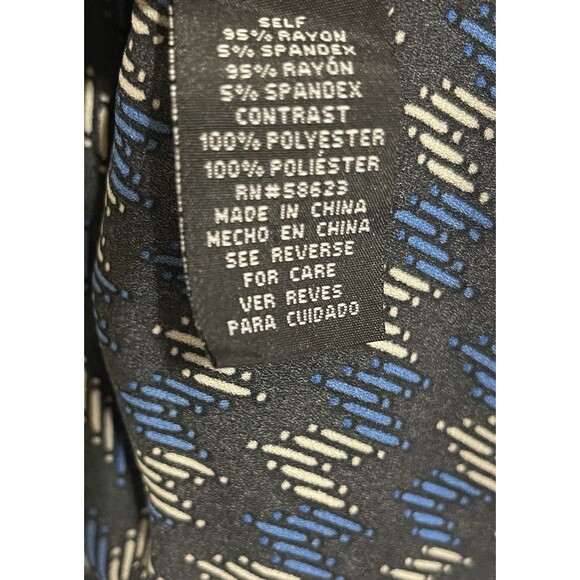 SELF
95% RAYON
5% SPANDEX
95% RAYÓN
5% SPANDEX
CONTRAST
100% POLYESTER
100% POLIÉSTER
RN#58623
MADE IN CHINA
MECHO EN CHINA
SEE REVERSE
FOR CARE
VER REVES
PARA CUIDADO